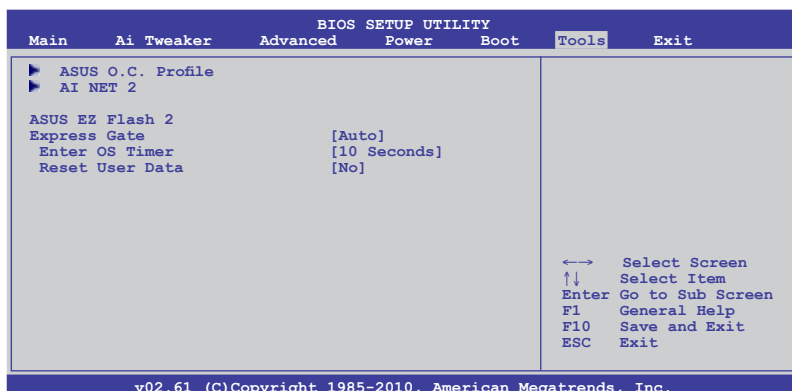 BIOS SETUP UTILITY
Main Ai Tweaker Advanced Power Boot Tools Exit
ASUS O.C. Profile
AI NET 2
ASUS EZ Flash 2
Express Gate [Auto]
Enter OS Timer [10 Seconds]
Reset User Data [No]
←→ Select Screen
↑↓ Select Item
Enter Go to Sub Screen
F1 General Help
F10 Save and Exit
ESC Exit
v02.61 (C)Copyright 1985-2010, American Megatrends, Inc.